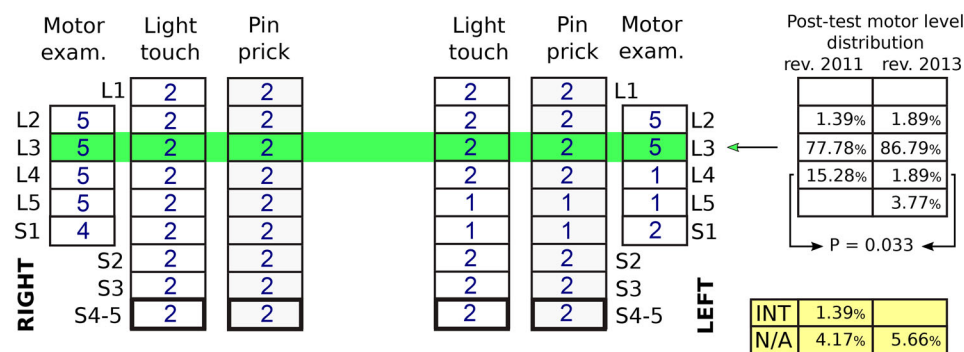 Motor exam. Light touch Pin prick Light touch Pin prick Motor exam. Post-test motor level distribution
rev. 2011 rev. 2013
L1 2 2 2 2 L1
L2 5 2 2 2 2 5 L2 1.39% 1.89%
L3 5 2 2 2 2 5 L3 77.78% 86.79%
L4 5 2 2 2 2 1 L4 15.28% 1.89%
L5 5 2 2 1 1 1 L5 3.77%
S1 4 2 2 1 1 2 S1
P = 0.033
S2 2 2 2 2 S2
S3 2 2 2 2 S3
S4-5 2 2 2 2 S4-5
RIGHT
LEFT
INT 1.39%
N/A 4.17% 5.66%